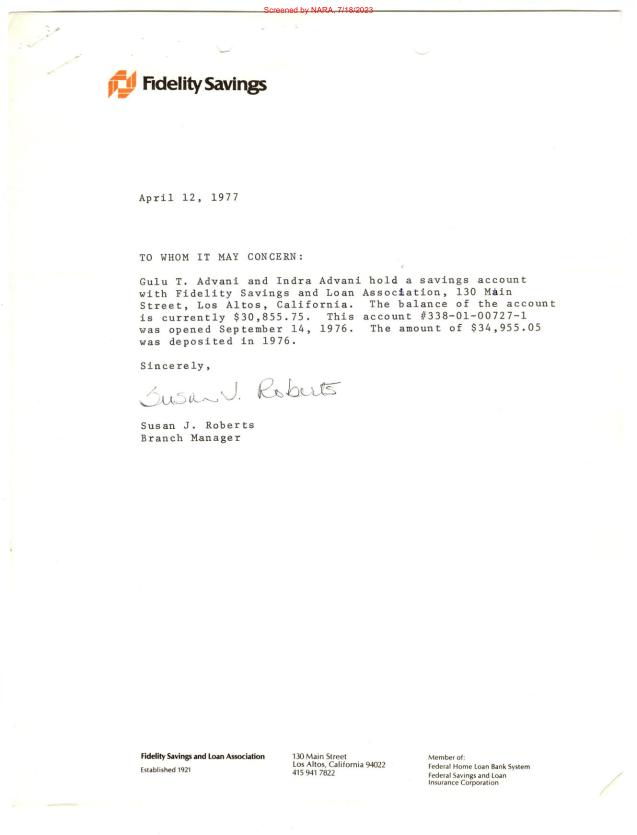 Screened by NARA, 7/18/2023
Fidelity Savings
April 12, 1977
TO WHOM IT MAY CONCERN:
Gulu T. Advani and Indra Advani hold a savings account
with Fidelity Savings and Loan Association, 130 Main
Street, Los Altos, California. The balance of the account
is currently $30,855.75. This account #338-01-00727-1
was opened September 14, 1976. The amount of $34,955.05
was deposited in 1976.
Sincerely,
Susan J. Roberts
Susan J. Roberts
Branch Manager
Fidelity Savings and Loan Association
Established 1921
130 Main Street
Los Altos, California 94022
415 941 7822
Member of:
Federal Home Loan Bank System
Federal Savings and Loan
Insurance Corporation